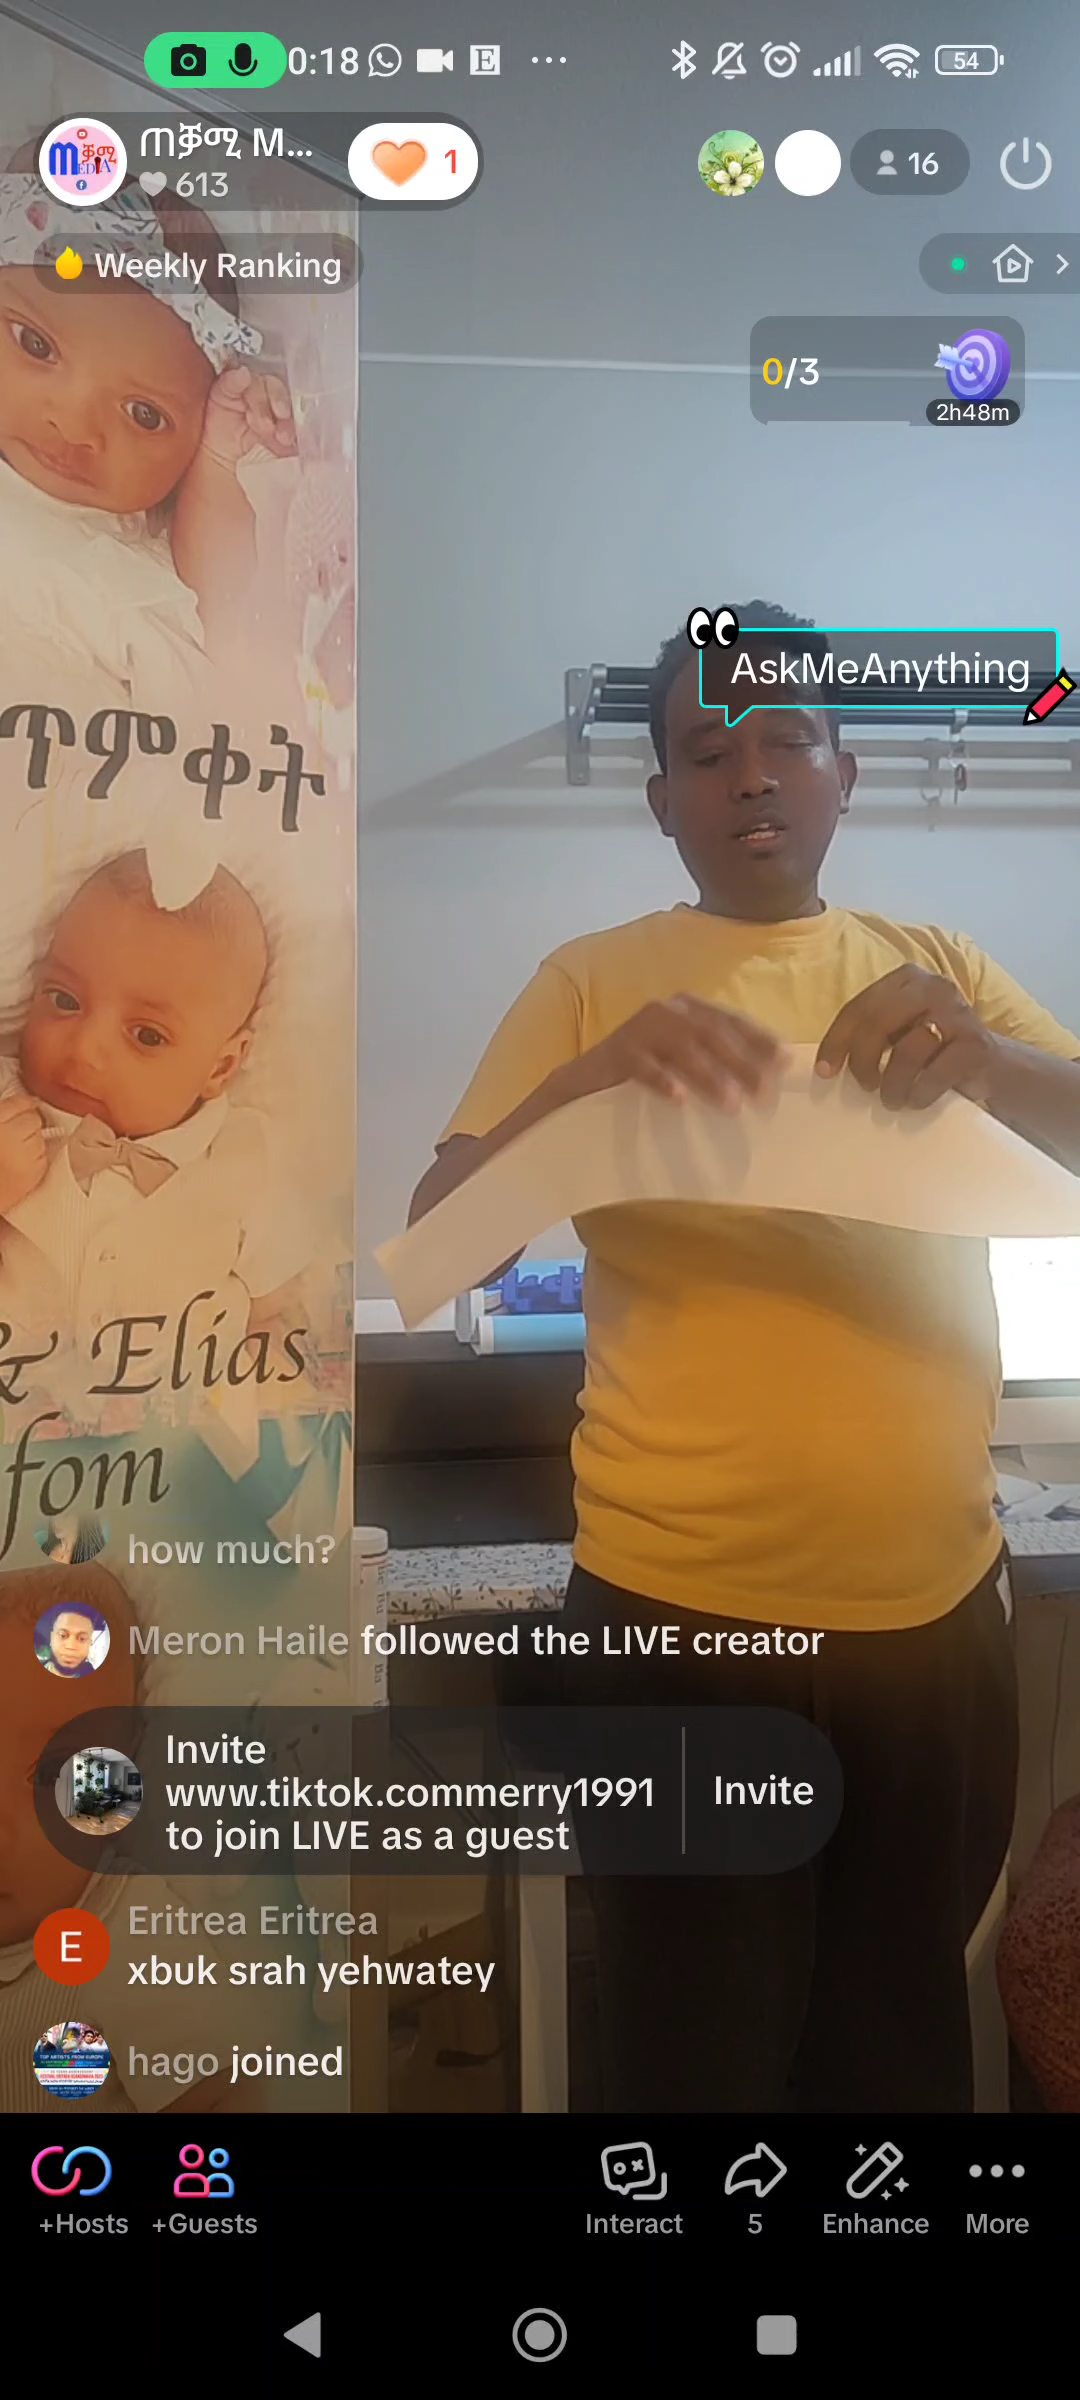 0:18
54
ጠቓሚ M...
613
1
16
Weekly Ranking
0/3
2h48m
AskMeAnything
ጥምቀት
& Elias
fom
how much?
Meron Haile followed the LIVE creator
Invite
www.tiktok.commerry1991
to join LIVE as a guest
Invite
E
Eritrea Eritrea
xbuk srah yehwatey
hago joined
+Hosts
+Guests
Interact
5
Enhance
More